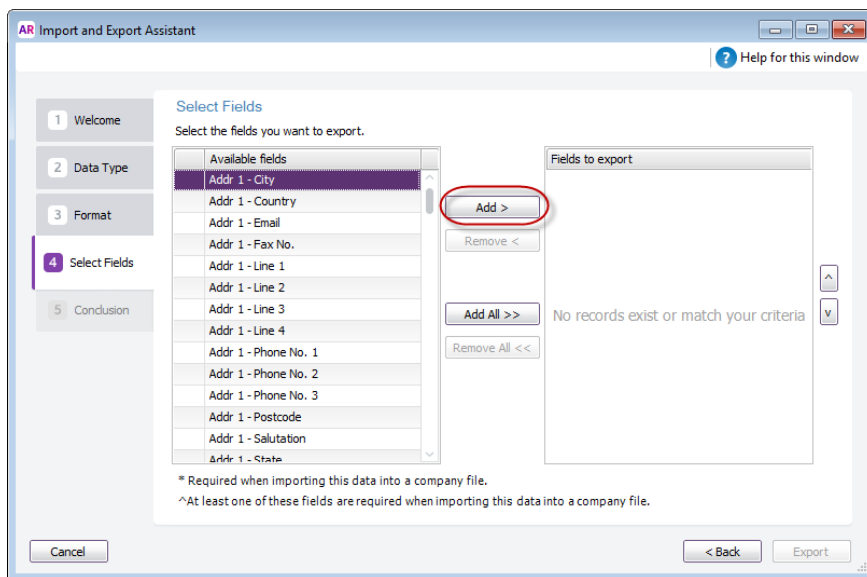 AR Import and Export Assistant
? Help for this window
1 Welcome
2 Data Type
3 Format
4 Select Fields
5 Conclusion
Select Fields
Select the fields you want to export.
Available fields
Addr 1 - City
Addr 1 - Country
Addr 1 - Email
Addr 1 - Fax No.
Addr 1 - Line 1
Addr 1 - Line 2
Addr 1 - Line 3
Addr 1 - Line 4
Addr 1 - Phone No. 1
Addr 1 - Phone No. 2
Addr 1 - Phone No. 3
Addr 1 - Postcode
Addr 1 - Salutation
Addr 1 - State
Add >
Remove <
Add All >>
Remove All <<
Fields to export
No records exist or match your criteria
^
v
* Required when importing this data into a company file.
^At least one of these fields are required when importing this data into a company file.
Cancel
< Back
Export